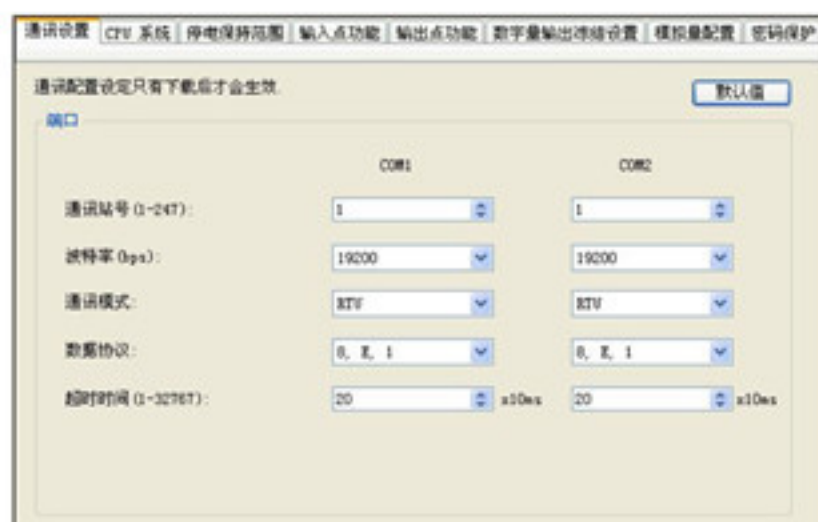 通讯设置 CPU 系统 停电保持范围 输入点功能 输出点功能 数字量输出冻结设置 模拟量配置 密码保护
通讯配置设定只有下载后才会生效.
默认值
端口
COM1 COM2
通讯站号(1-247): 1 1
波特率(bps): 19200 19200
通讯模式: RTU RTU
数据协议: 8, E, 1 8, E, 1
超时时间(1-32767): 20 x10ms 20 x10ms